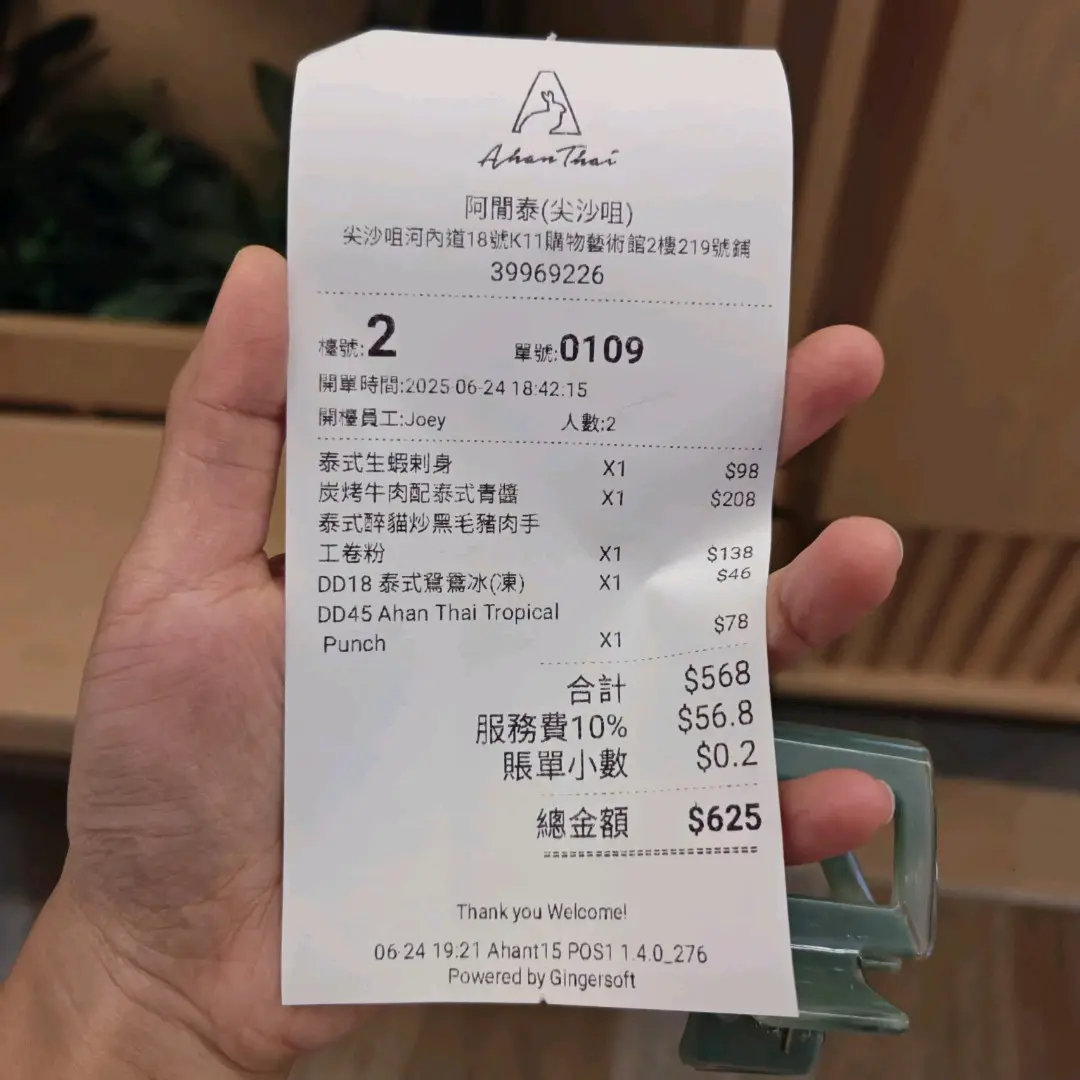 Ahan Thai
阿閒泰(尖沙咀)
尖沙咀河內道18號K11購物藝術館2樓219號鋪
39969226
檯號:2 單號:0109
開單時間:2025-06-24 18:42:15
開檯員工:Joey 人數:2
泰式生蝦刺身 X1 $98
炭烤牛肉配泰式青醬 X1 $208
泰式醉貓炒黑毛豬肉手
工卷粉 X1 $138
DD18 泰式鴛鴦冰(凍) X1 $46
DD45 Ahan Thai Tropical
Punch X1 $78
合計 $568
服務費10% $56.8
賬單小數 $0.2
總金額 $625
Thank you Welcome!
06-24 19:21 Ahant15 POS1 1.4.0_276
Powered by Gingersoft